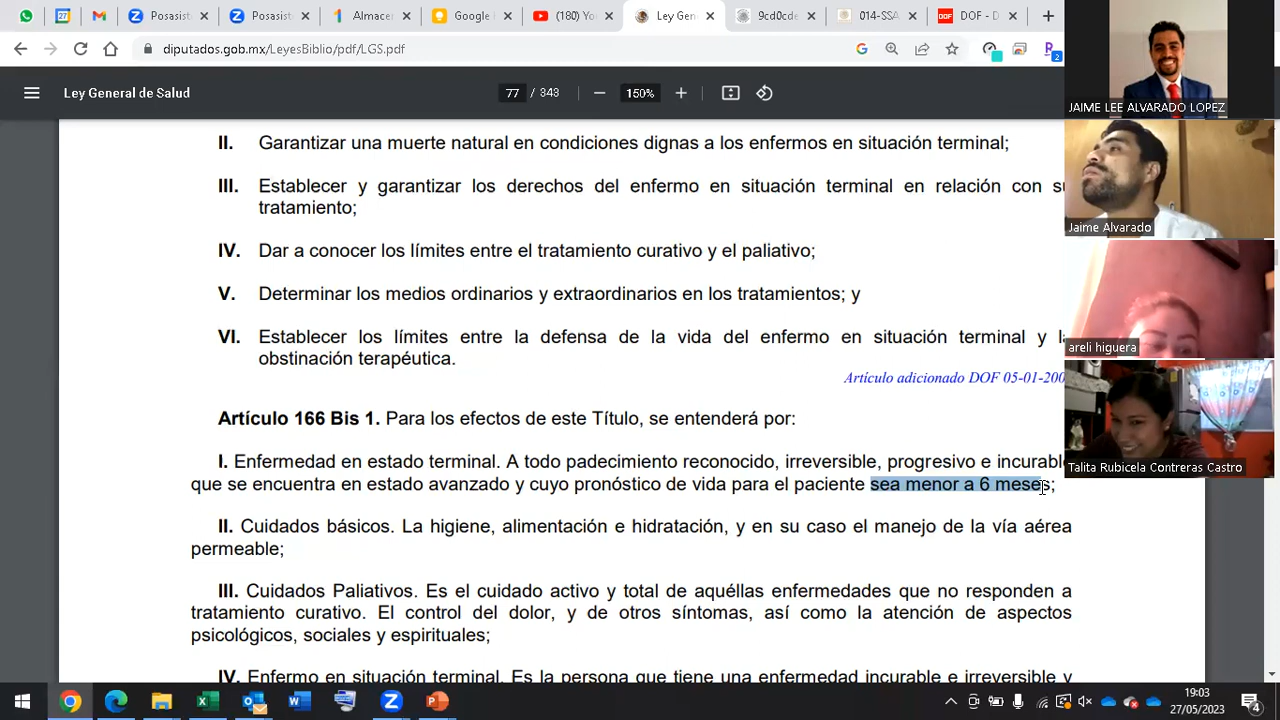 Posasist
Posasist
Almacer
Google
(180) Yo
Ley Gen
9cd0cde
014-SSA
DOF - D
diputados.gob.mx/LeyesBiblio/pdf/LGS.pdf
Ley General de Salud
77 / 343
150%
II. Garantizar una muerte natural en condiciones dignas a los enfermos en situación terminal;
III. Establecer y garantizar los derechos del enfermo en situación terminal en relación con su
tratamiento;
IV. Dar a conocer los límites entre el tratamiento curativo y el paliativo;
V. Determinar los medios ordinarios y extraordinarios en los tratamientos; y
VI. Establecer los límites entre la defensa de la vida del enfermo en situación terminal y la
obstinación terapéutica.
Artículo adicionado DOF 05-01-200
Artículo 166 Bis 1. Para los efectos de este Título, se entenderá por:
I. Enfermedad en estado terminal. A todo padecimiento reconocido, irreversible, progresivo e incurable
que se encuentra en estado avanzado y cuyo pronóstico de vida para el paciente sea menor a 6 meses;
II. Cuidados básicos. La higiene, alimentación e hidratación, y en su caso el manejo de la vía aérea
permeable;
III. Cuidados Paliativos. Es el cuidado activo y total de aquéllas enfermedades que no responden a
tratamiento curativo. El control del dolor, y de otros síntomas, así como la atención de aspectos
psicológicos, sociales y espirituales;
IV. Enfermo en situación terminal. Es la persona que tiene una enfermedad incurable e irreversible y
JAIME LEE ALVARADO LOPEZ
Jaime Alvarado
areli higuera
Talita Rubicela Contreras Castro
19:03
27/05/2023
4